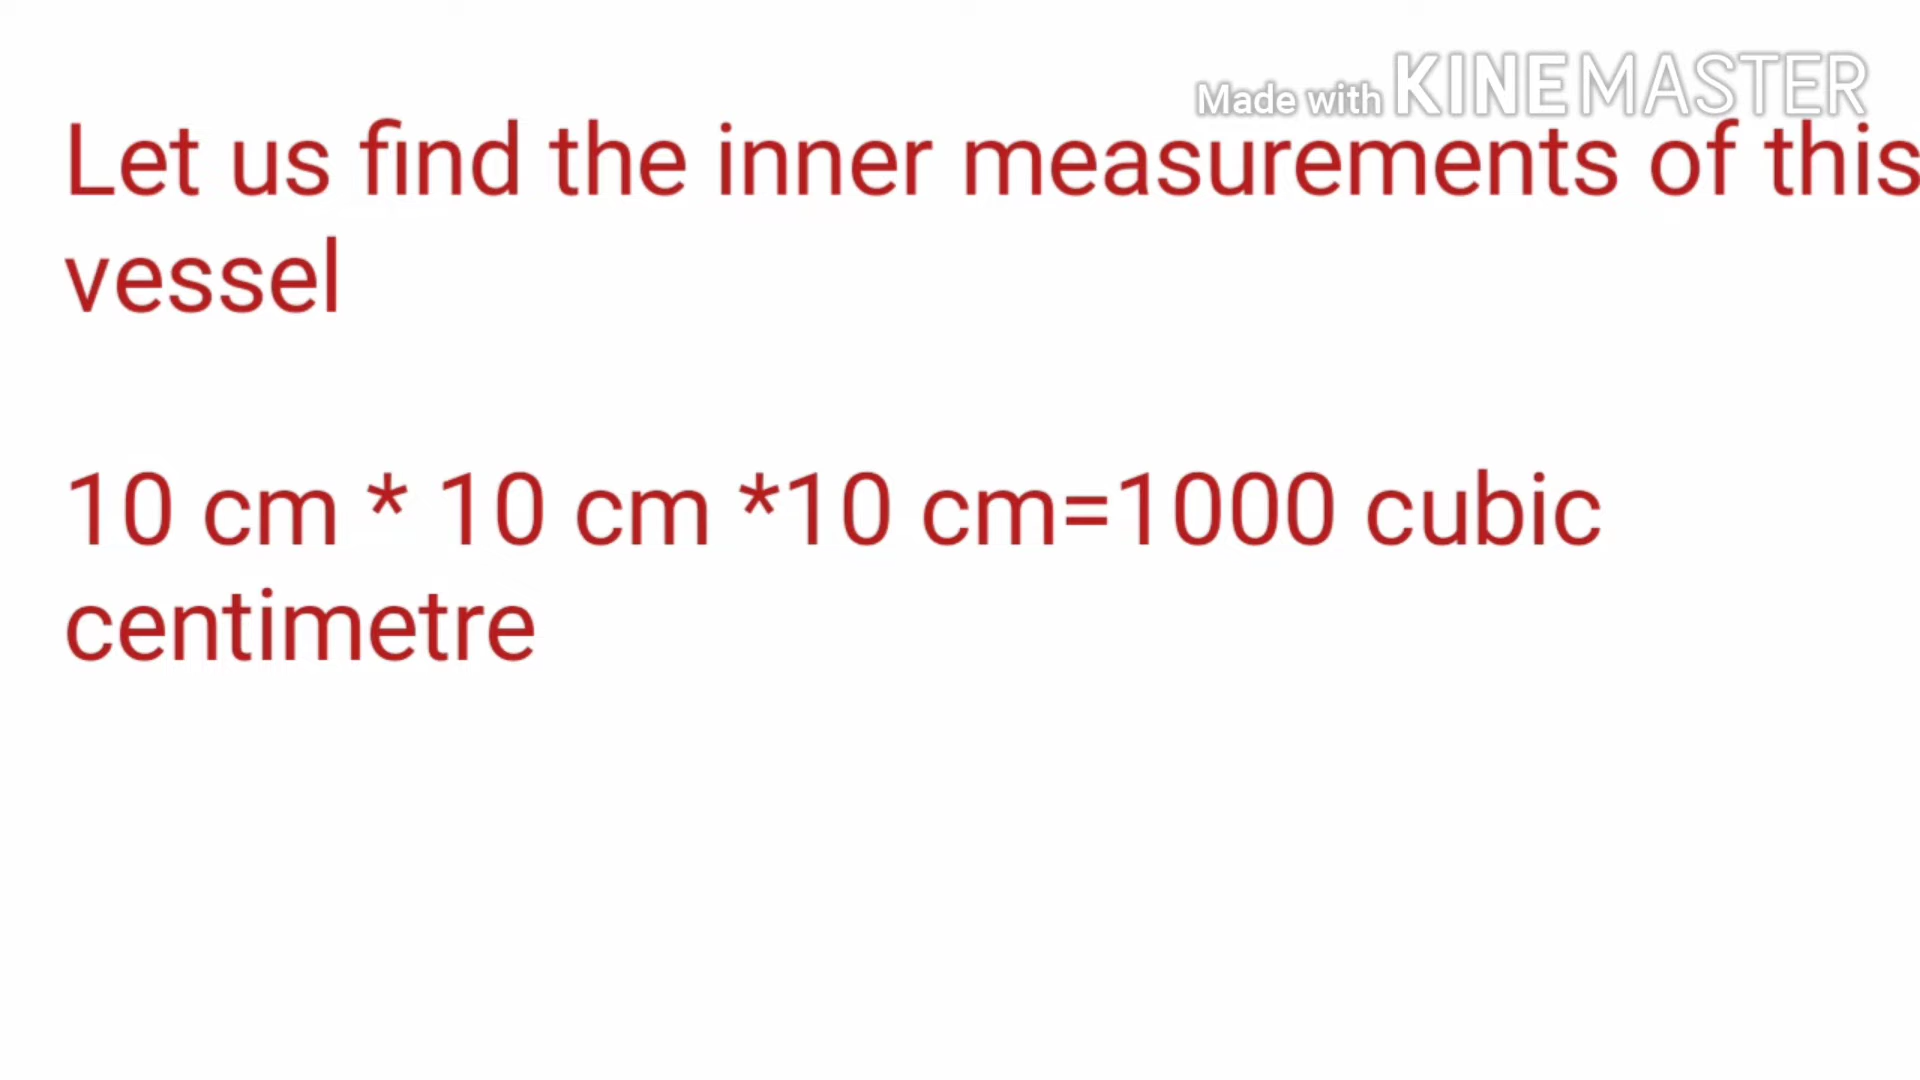 Made with KINEMASTER
Let us find the inner measurements of this
vessel
10 cm * 10 cm *10 cm=1000 cubic
centimetre